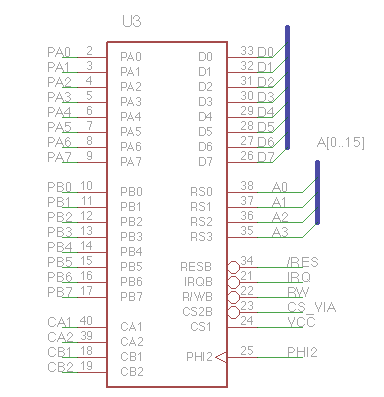 U3
PA0 2 PA0 D0 33 D0
PA1 3 PA1 D1 32 D1
PA2 4 PA2 D2 31 D2
PA3 5 PA3 D3 30 D3
PA4 6 PA4 D4 29 D4
PA5 7 PA5 D5 28 D5
PA6 8 PA6 D6 27 D6
PA7 9 PA7 D7 26 D7
A[0..15]
PB0 10 PB0 RS0 38 A0
PB1 11 PB1 RS1 37 A1
PB2 12 PB2 RS2 36 A2
PB3 13 PB3 RS3 35 A3
PB4 14 PB4
PB5 15 PB5 RESB 34 /RES
PB6 16 PB6 IRQB 21 IRQ
PB7 17 PB7 R/WB 22 RW
CS2B 23 CS_VIA
CA1 40 CA1 CS1 24 VCC
CA2 39 CA2
CB1 18 CB1 PHI2 25 PHI2
CB2 19 CB2